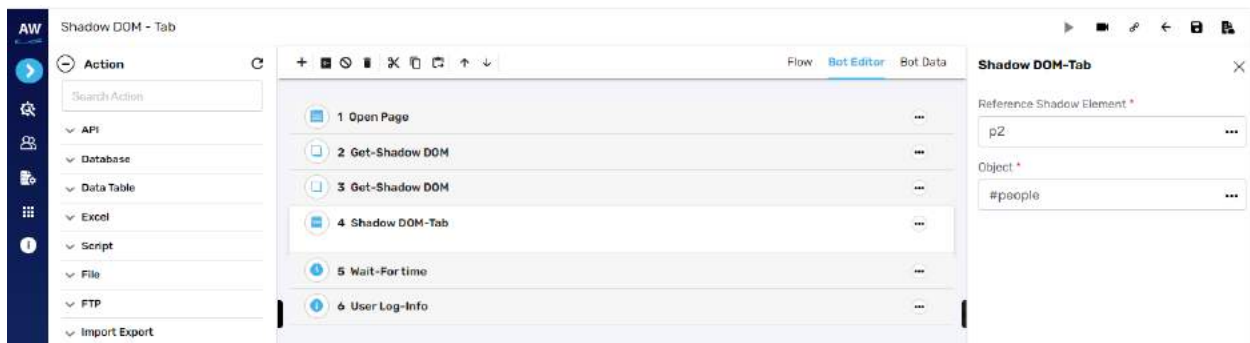 AW
Shadow DOM - Tab
Action
Search Action
API
Database
Data Table
Excel
Script
File
FTP
Import Export
Flow Bot Editor Bot Data
1 Open Page
2 Get-Shadow DOM
3 Get-Shadow DOM
4 Shadow DOM-Tab
5 Wait-For time
6 User Log-Info
Shadow DOM-Tab
Reference Shadow Element *
p2
Object *
#people